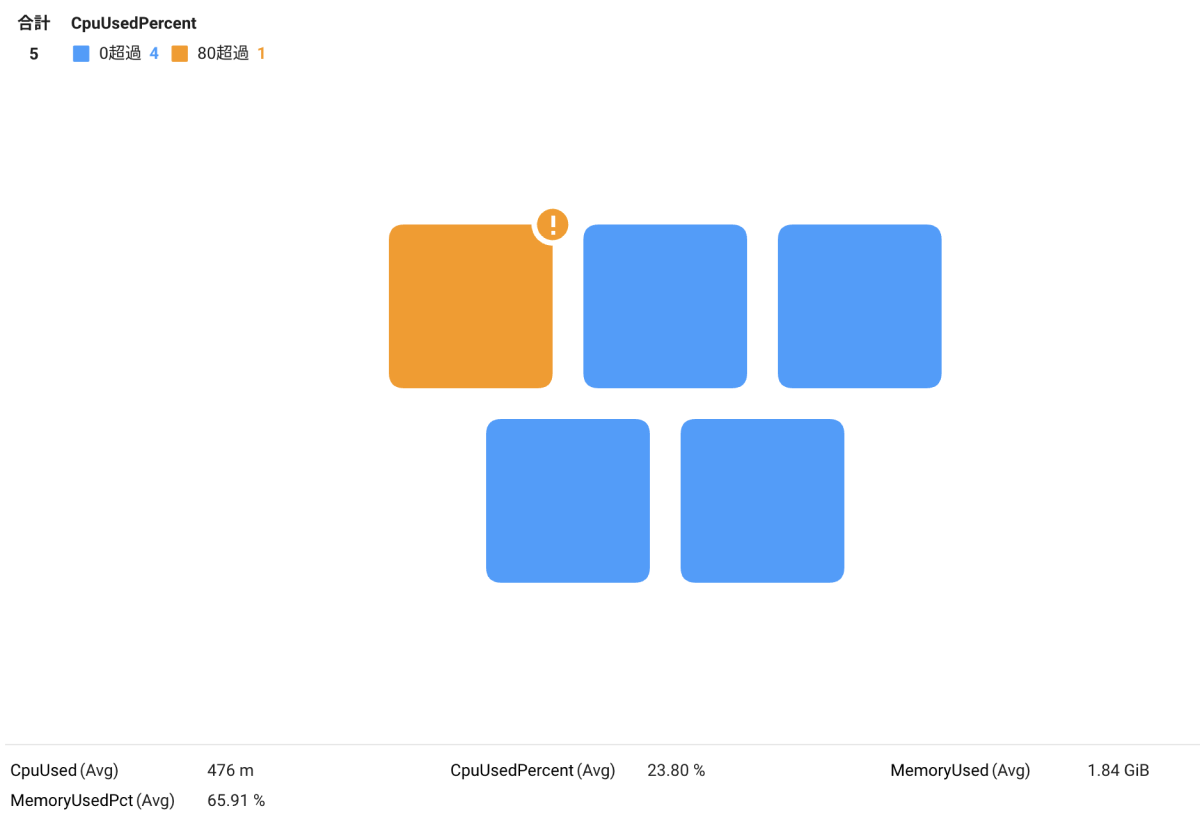 合計 CpuUsedPercent
5 0超過 4 80超過 1
!
CpuUsed (Avg) 476 m CpuUsedPercent (Avg) 23.80 % MemoryUsed (Avg) 1.84 GiB
MemoryUsedPct (Avg) 65.91 %